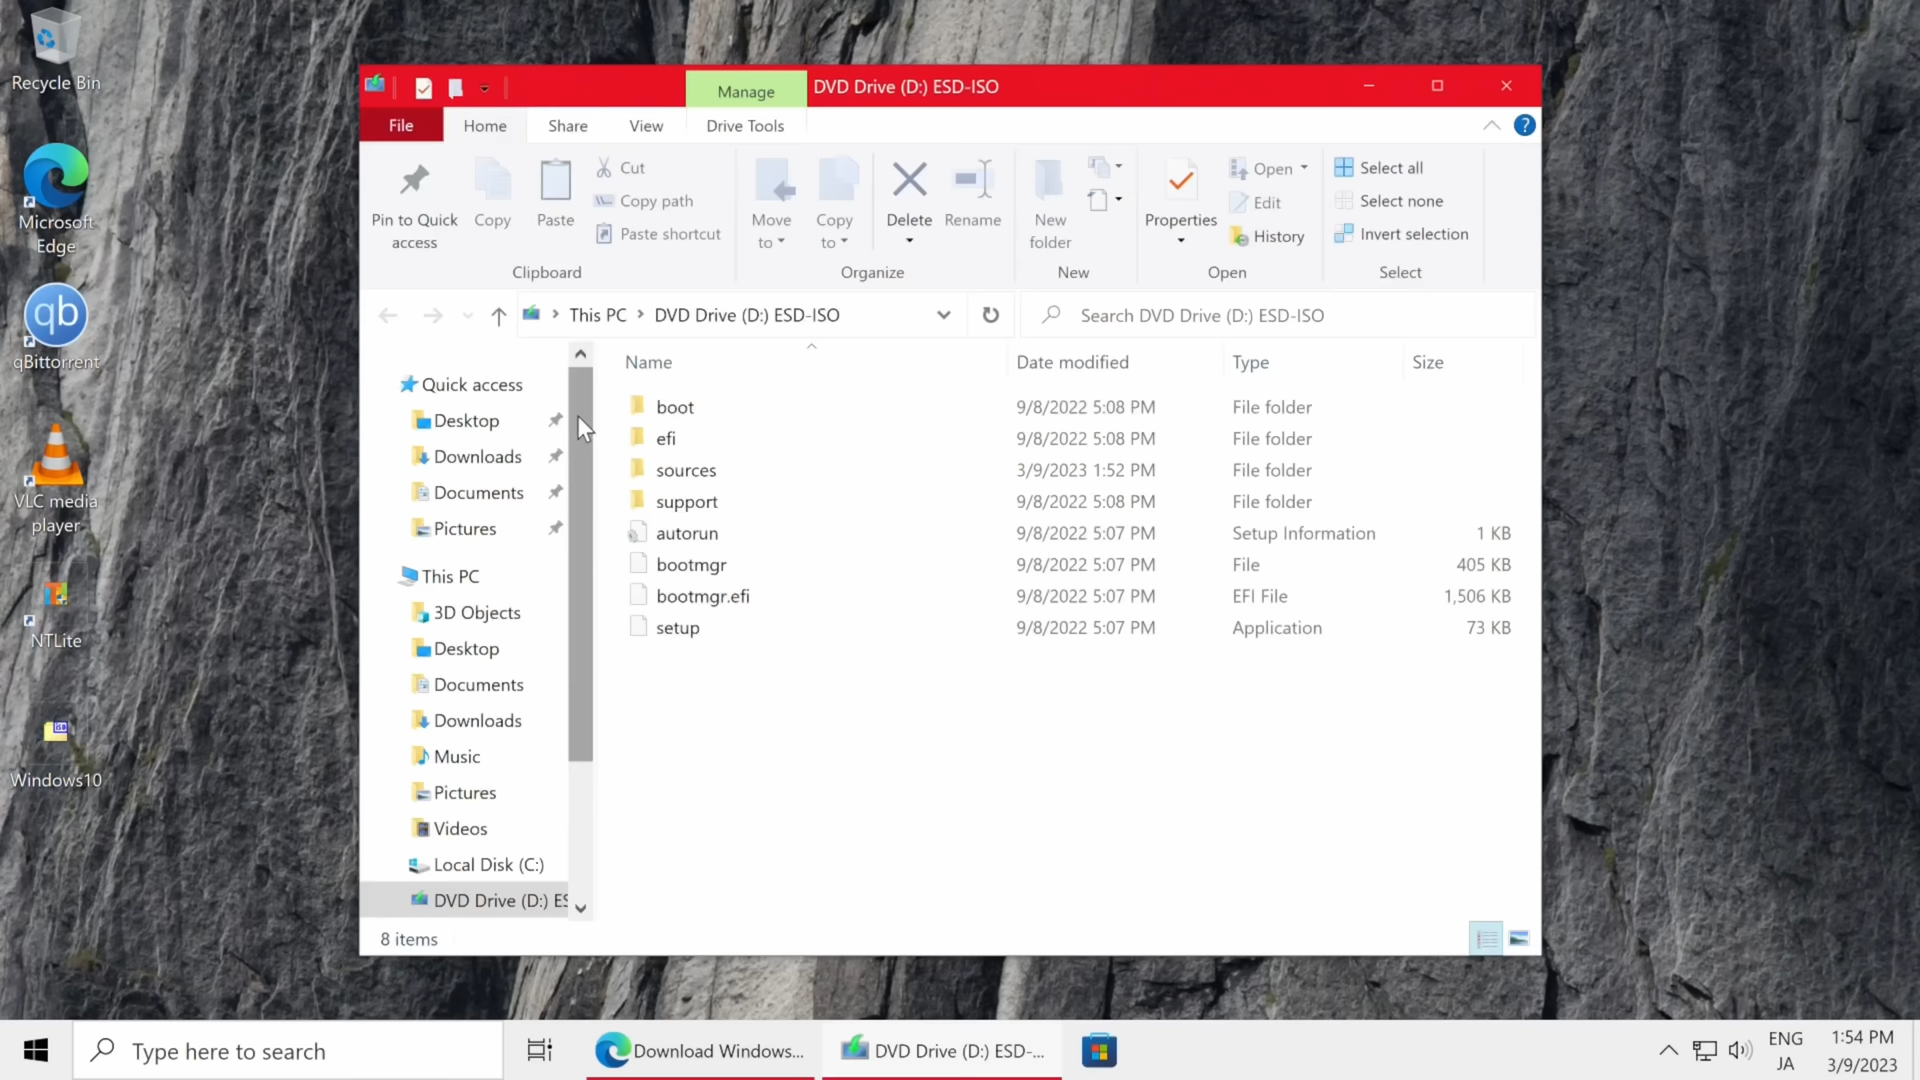 Recycle Bin
Microsoft
Edge
qb
qBittorrent
VLC media
player
NTLite
Windows10
Manage
DVD Drive (D:) ESD-ISO
File
Home
Share
View
Drive Tools
?
Pin to Quick
access
Copy
Paste
Cut
Copy path
Paste shortcut
Clipboard
Move
to
Copy
to
Delete
Rename
Organize
New
folder
New
Properties
Open
Edit
History
Open
Select all
Select none
Invert selection
Select
This PC
DVD Drive (D:) ESD-ISO
Search DVD Drive (D:) ESD-ISO
Quick access
Desktop
Downloads
Documents
Pictures
This PC
3D Objects
Desktop
Documents
Downloads
Music
Pictures
Videos
Local Disk (C:)
DVD Drive (D:) ES
Name Date modified Type Size
boot 9/8/2022 5:08 PM File folder
efi 9/8/2022 5:08 PM File folder
sources 3/9/2023 1:52 PM File folder
support 9/8/2022 5:08 PM File folder
autorun 9/8/2022 5:07 PM Setup Information 1 KB
bootmgr 9/8/2022 5:07 PM File 405 KB
bootmgr.efi 9/8/2022 5:07 PM EFI File 1,506 KB
setup 9/8/2022 5:07 PM Application 73 KB
8 items
Type here to search
Download Windows...
DVD Drive (D:) ESD-...
ENG
JA
1:54 PM
3/9/2023